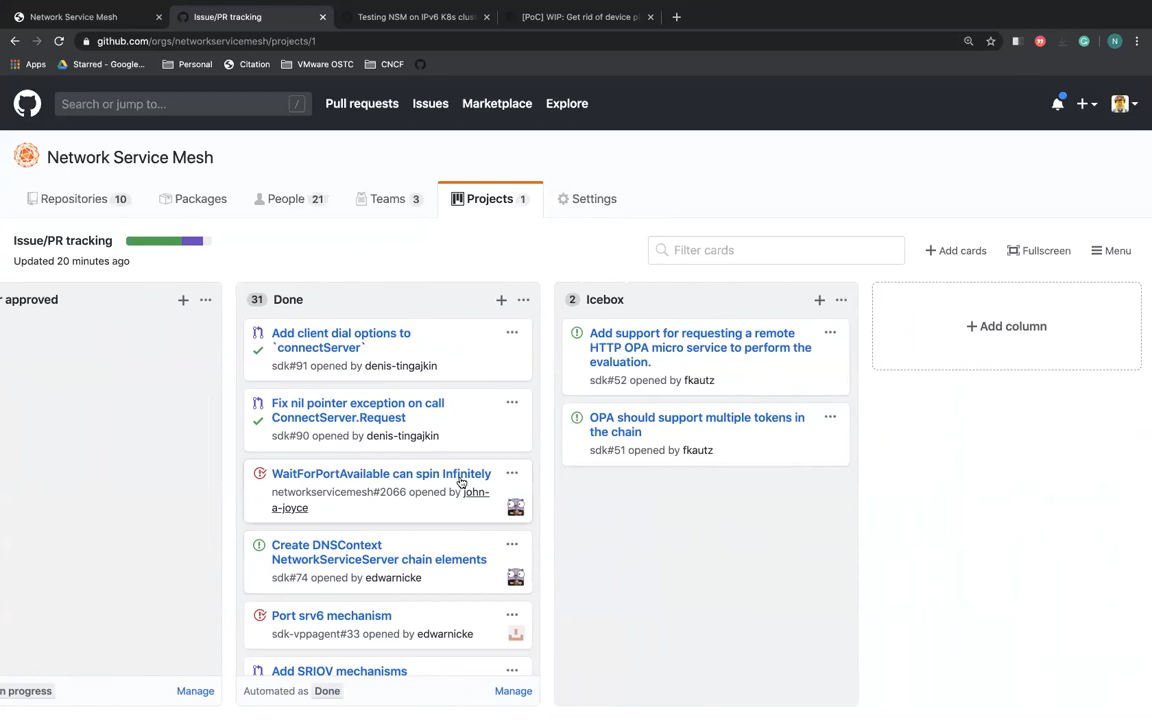 Network Service Mesh
Issue/PR tracking
Testing NSM on IPv6 K8s clus
[PoC] WIP: Get rid of device pl
github.com/orgs/networkservicemesh/projects/1
N
Apps
Starred - Google...
Personal
Citation
VMware OSTC
CNCF
Search or jump to...
/
Pull requests
Issues
Marketplace
Explore
Network Service Mesh
Repositories 10
Packages
People 21
Teams 3
Projects 1
Settings
Issue/PR tracking
Updated 20 minutes ago
Filter cards
+ Add cards
Fullscreen
Menu
r approved
31 Done
2 Icebox
+ Add column
Add client dial options to
`connectServer`
sdk#91 opened by denis-tingajkin
Fix nil pointer exception on call
ConnectServer.Request
sdk#90 opened by denis-tingajkin
WaitForPortAvailable can spin Infinitely
networkservicemesh#2066 opened by john-
a-joyce
Create DNSContext
NetworkServiceServer chain elements
sdk#74 opened by edwarnicke
Port srv6 mechanism
sdk-vppagent#33 opened by edwarnicke
Add SRIOV mechanisms
Add support for requesting a remote
HTTP OPA micro service to perform the
evaluation.
sdk#52 opened by fkautz
OPA should support multiple tokens in
the chain
sdk#51 opened by fkautz
n progress
Manage
Automated as Done
Manage